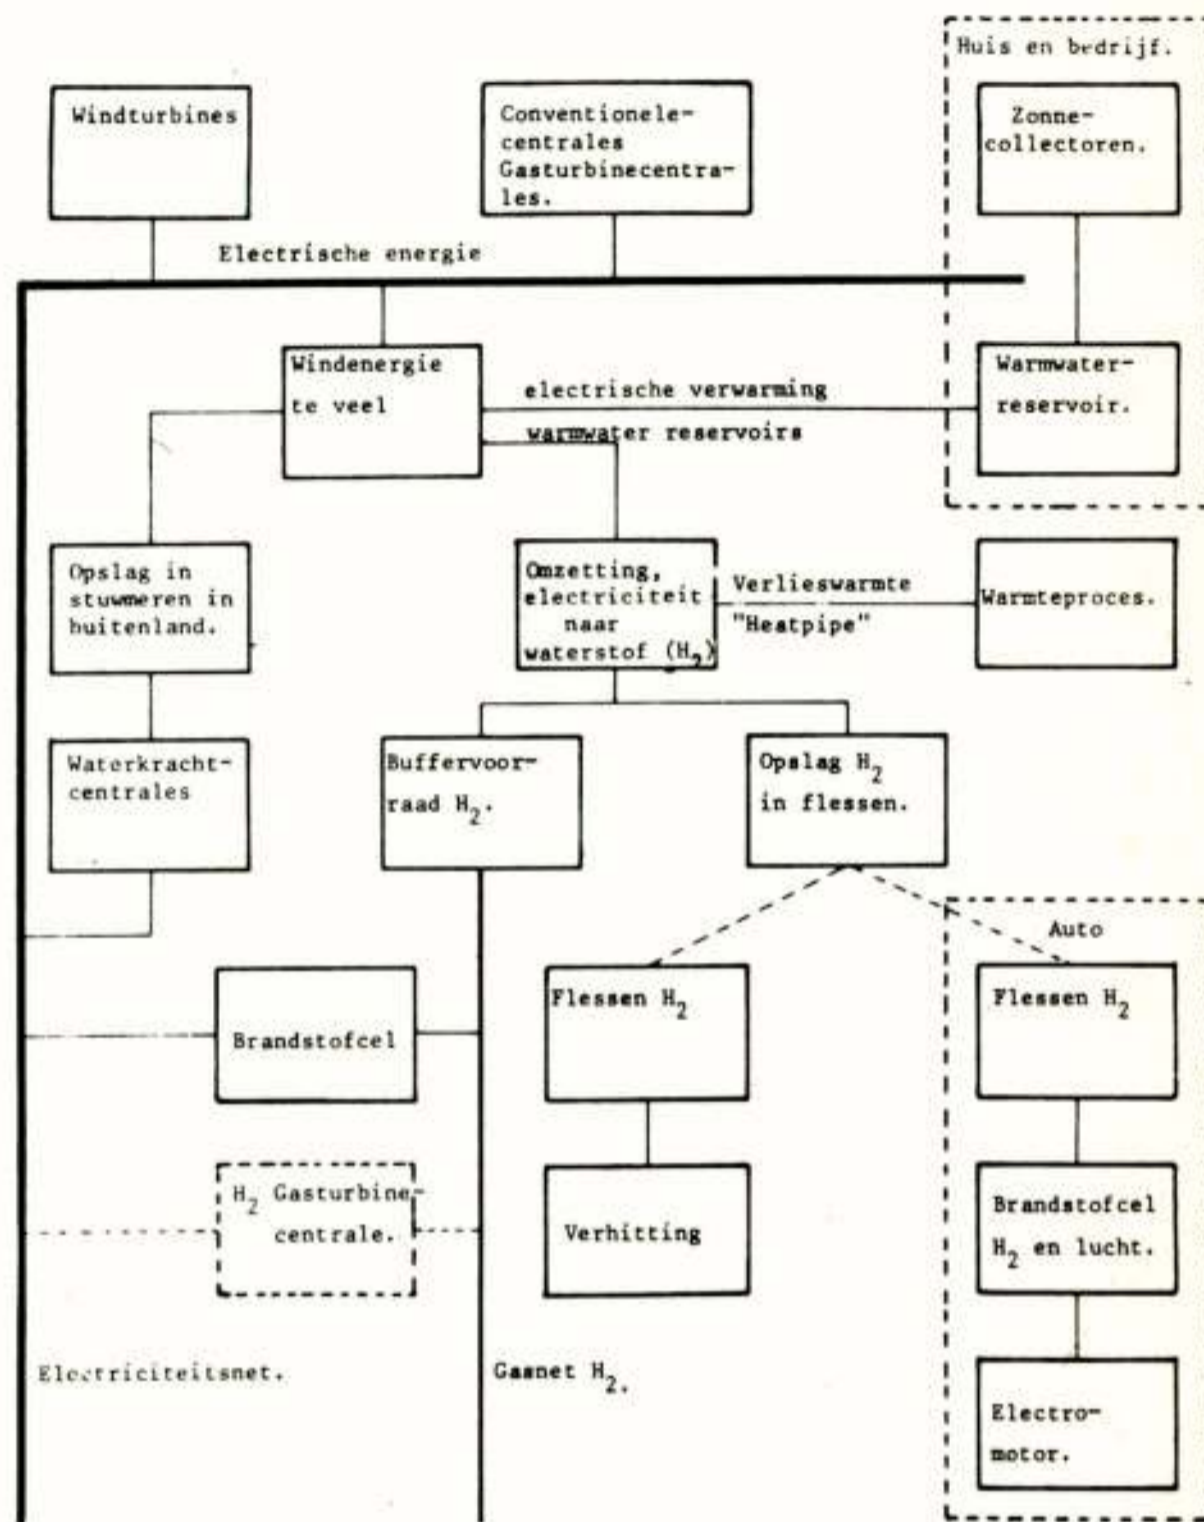 Huis en bedrijf.
Windturbines
Conventionele-
centrales
Gasturbinecentra-
les.
Zonne-
collectoren.
Electrische energie
Windenergie
te veel
electrische verwarming
warmwater reservoirs
Warmwater-
reservoir.
Opslag in
stuwmeren in
buitenland.
Omzetting,
electriciteit
naar
waterstof (H₂)
Verlieswarmte
"Heatpipe"
Warmteproces.
Waterkracht-
centrales
Buffervoor-
raad H₂.
Opslag H₂
in flessen.
Auto
Flessen H₂
Flessen H₂
Brandstofcel
H₂ Gasturbine-
centrale.
Verhitting
Brandstofcel
H₂ en lucht.
Electriciteitsnet.
Gasnet H₂.
Electro-
motor.